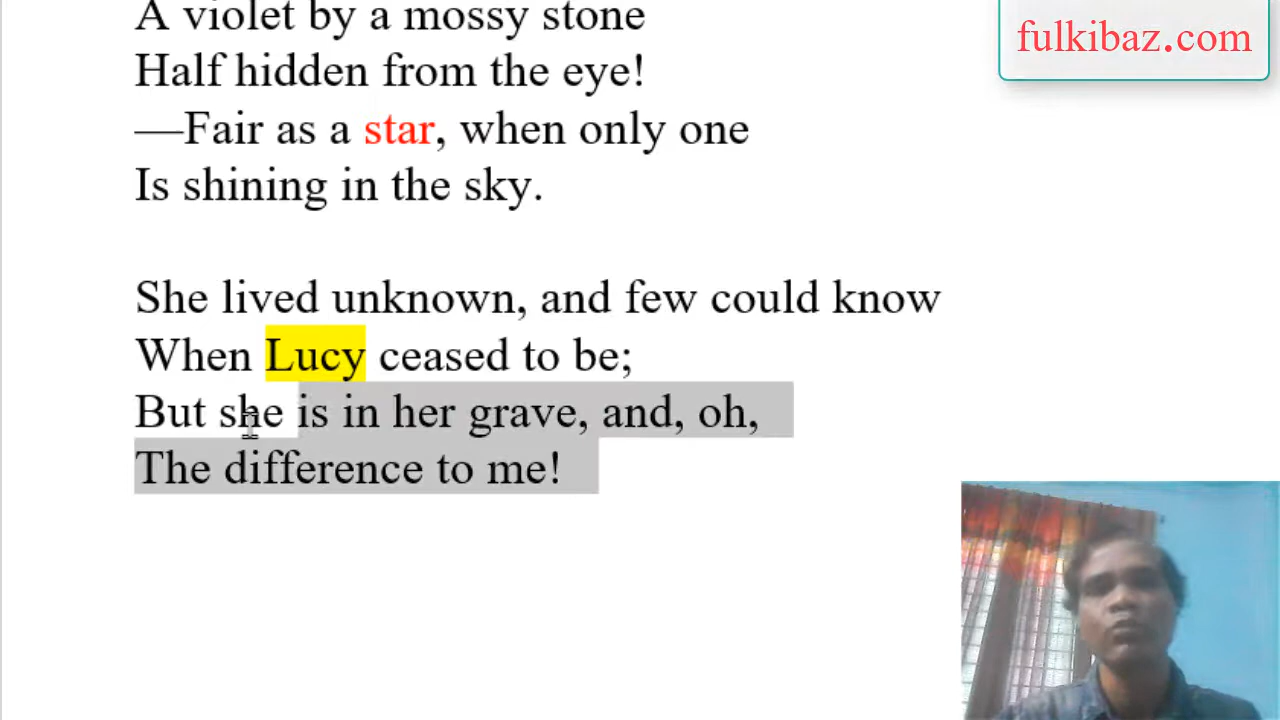 A violet by a mossy stone
fulkibaz.com
Half hidden from the eye!
—Fair as a star, when only one
Is shining in the sky.
She lived unknown, and few could know
When Lucy ceased to be;
But she is in her grave, and, oh,
The difference to me!